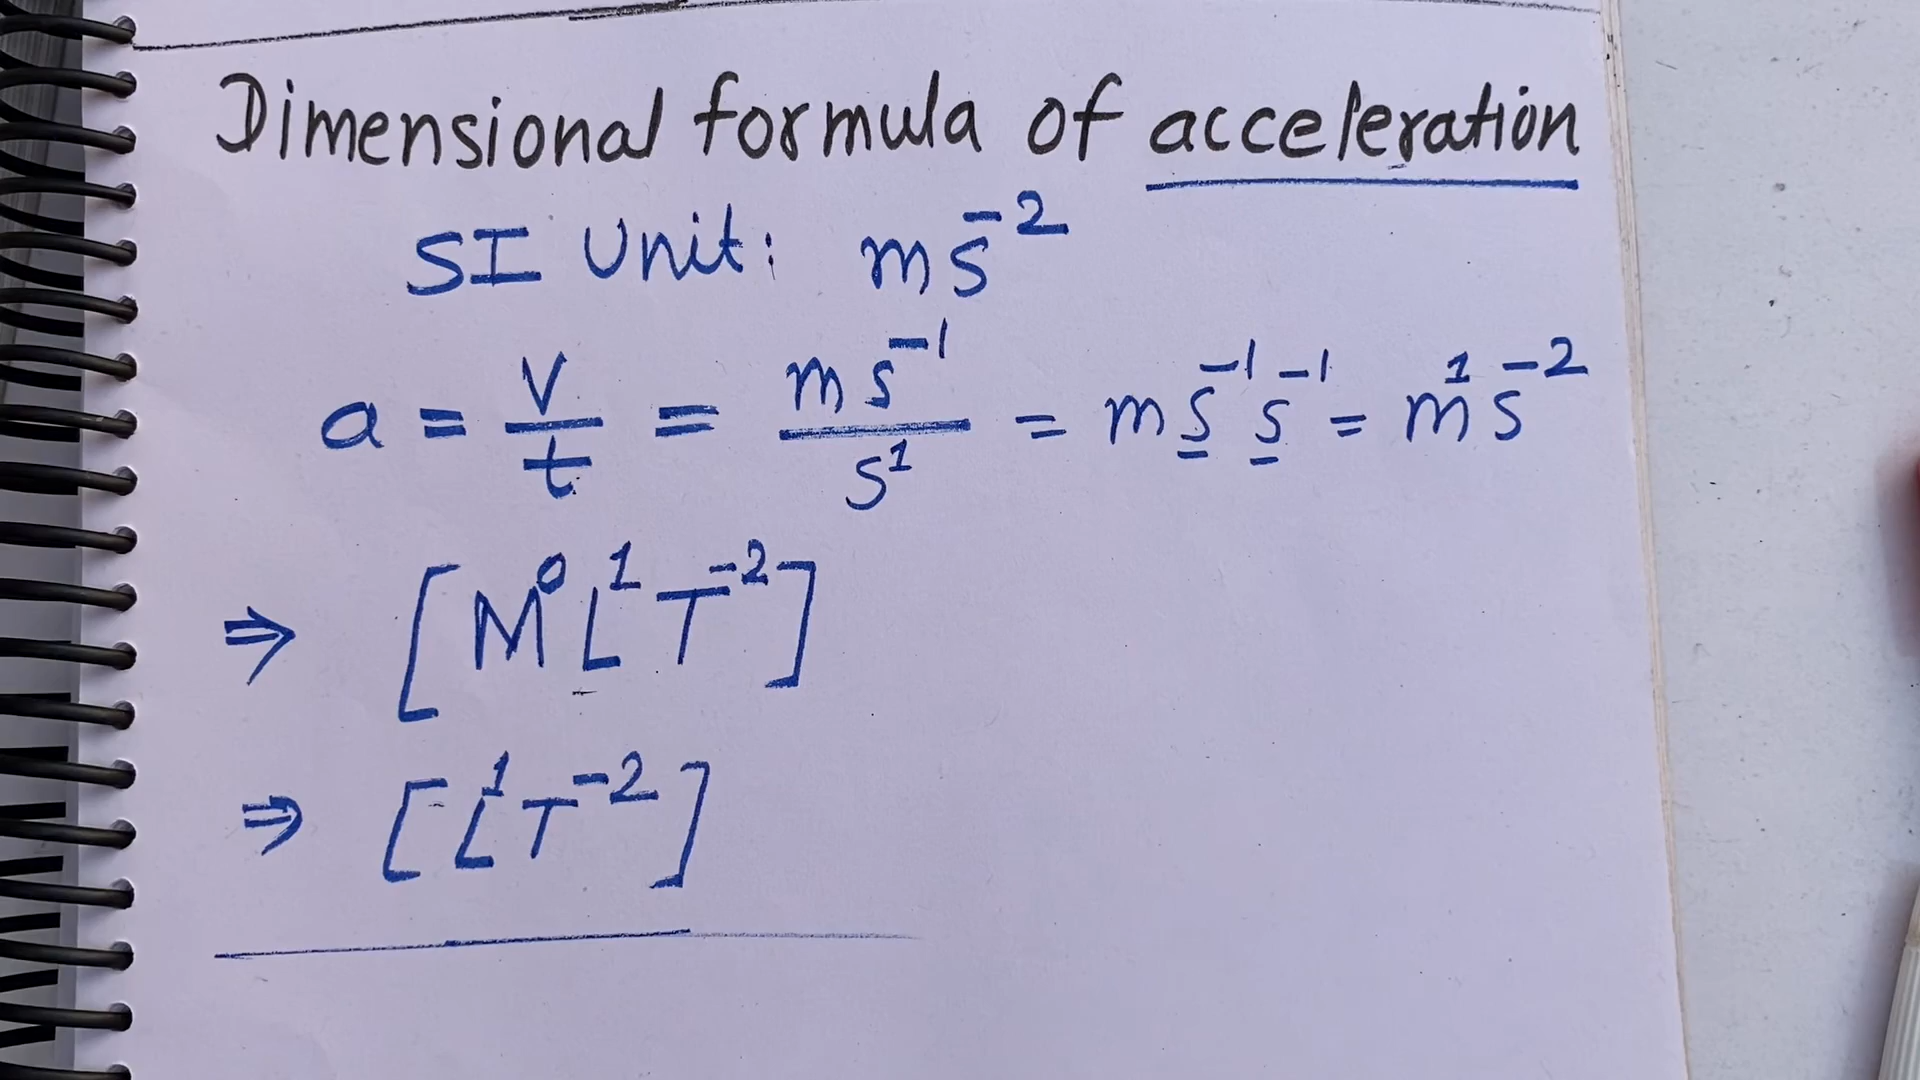 Dimensional formula of acceleration
SI Unit: ms⁻²
a = v/t = ms⁻¹/s¹ = ms⁻¹s⁻¹ = m¹s⁻²
⇒ [M⁰L¹T⁻²]
⇒ [L¹T⁻²]